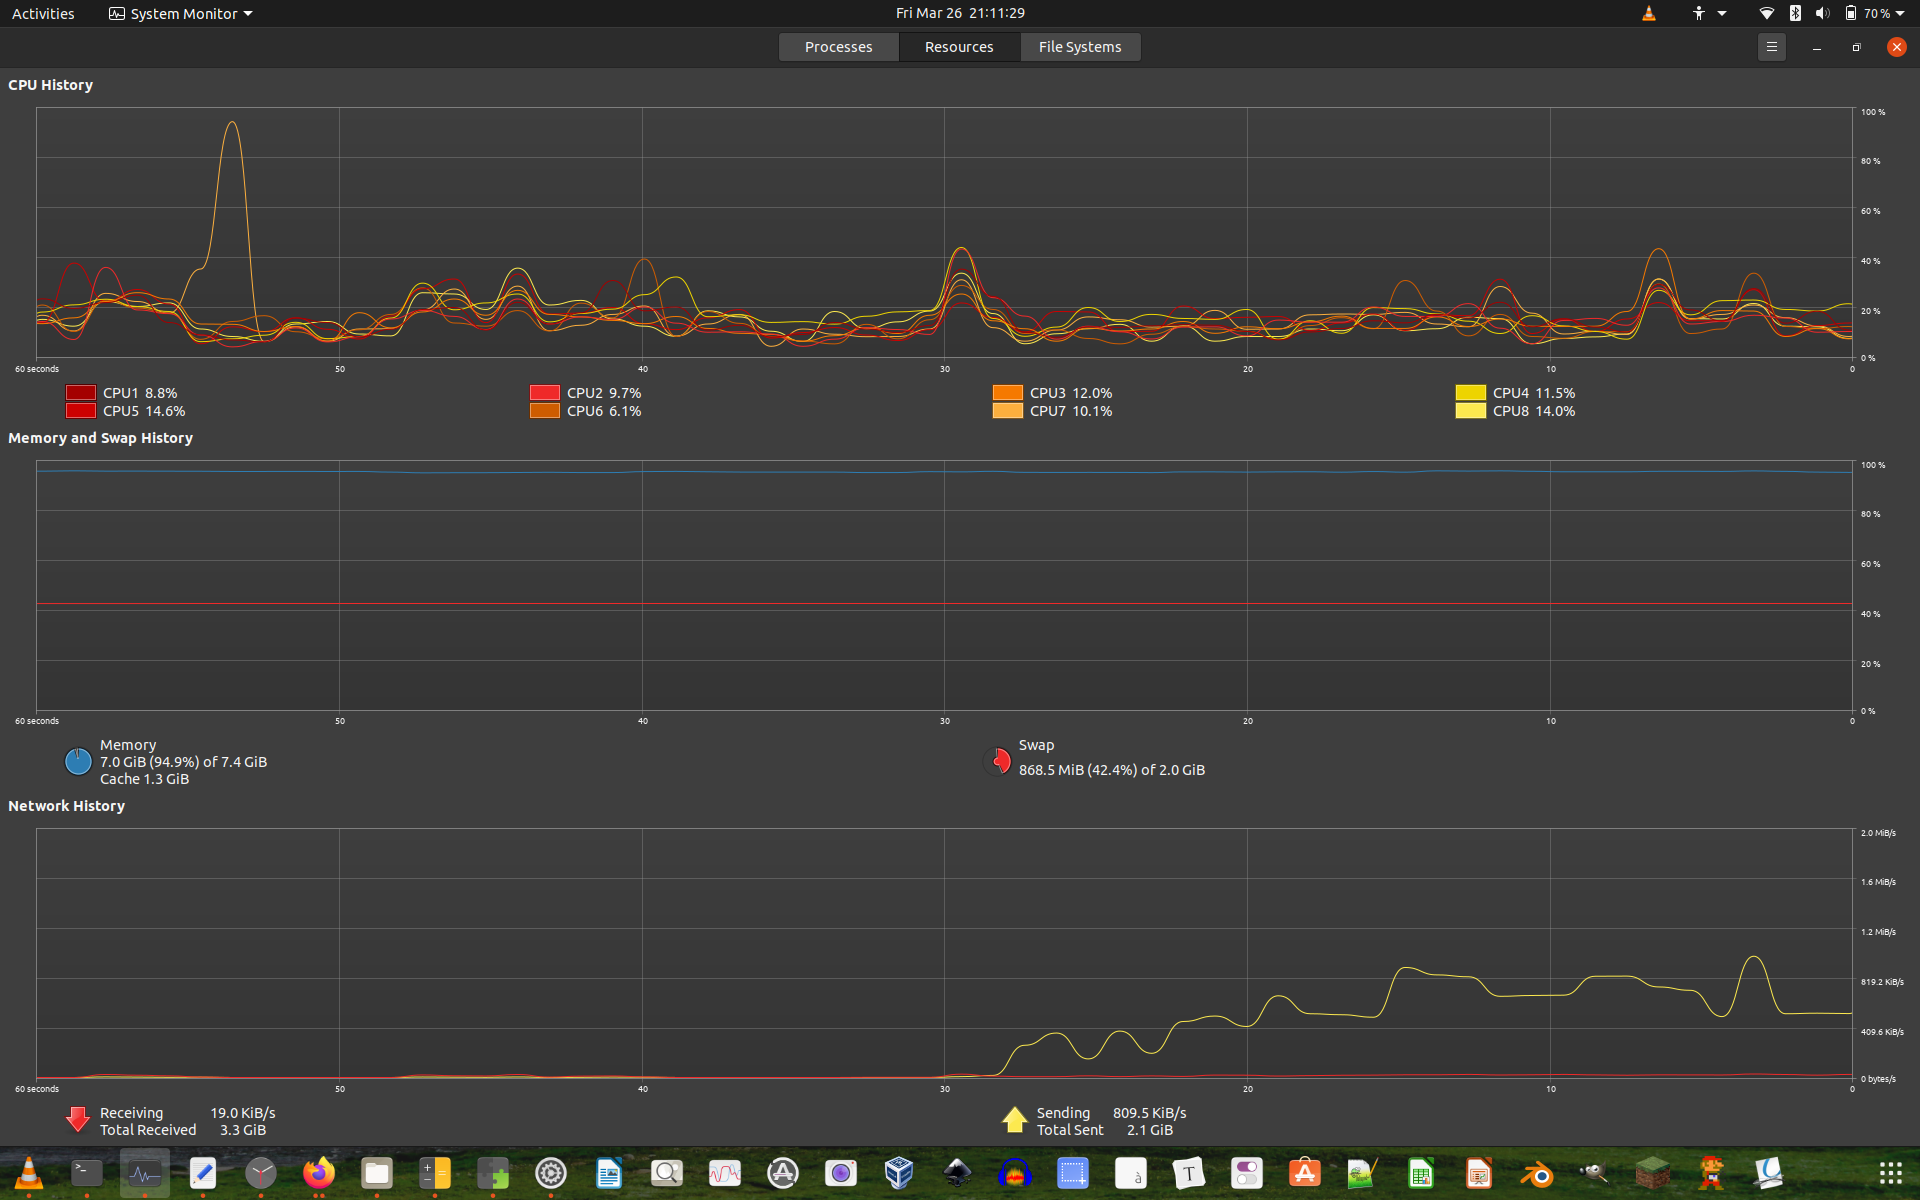 Activities System Monitor Fri Mar 26 21:11:29 70 %
Processes Resources File Systems
CPU History
100 %
80 %
60 %
40 %
20 %
0 %
60 seconds 50 40 30 20 10 0
CPU1 8.8% CPU2 9.7% CPU3 12.0% CPU4 11.5%
CPU5 14.6% CPU6 6.1% CPU7 10.1% CPU8 14.0%
Memory and Swap History
100 %
80 %
60 %
40 %
20 %
0 %
60 seconds 50 40 30 20 10 0
Memory
7.0 GiB (94.9%) of 7.4 GiB
Cache 1.3 GiB
Swap
868.5 MiB (42.4%) of 2.0 GiB
Network History
2.0 MiB/s
1.6 MiB/s
1.2 MiB/s
819.2 KiB/s
409.6 KiB/s
0 bytes/s
60 seconds 50 40 30 20 10 0
Receiving 19.0 KiB/s
Total Received 3.3 GiB
Sending 809.5 KiB/s
Total Sent 2.1 GiB